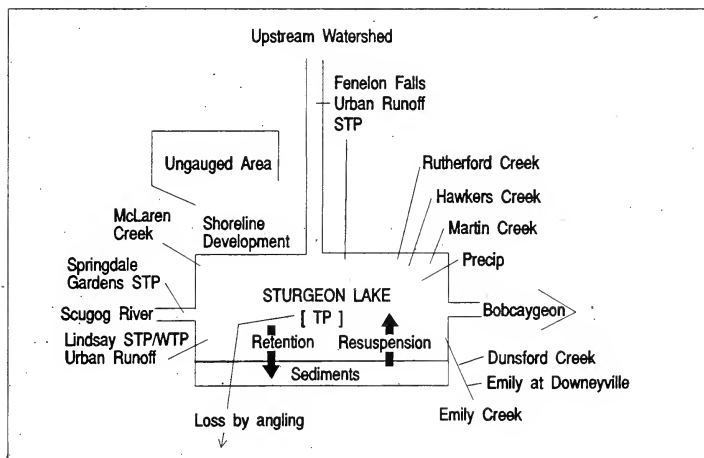 Upstream Watershed
Fenelon Falls
Urban Runoff
STP
Ungauged Area
Rutherford Creek
Hawkers Creek
McLaren
Creek
Shoreline
Development
Martin Creek
Precip
Springdale
Gardens STP
STURGEON LAKE
[ TP ]
Scugog River
Bobcaygeon
Lindsay STP/WTP
Urban Runoff
Retention
Resuspension
Sediments
Dunsford Creek
Emily at Downeyville
Emily Creek
Loss by angling